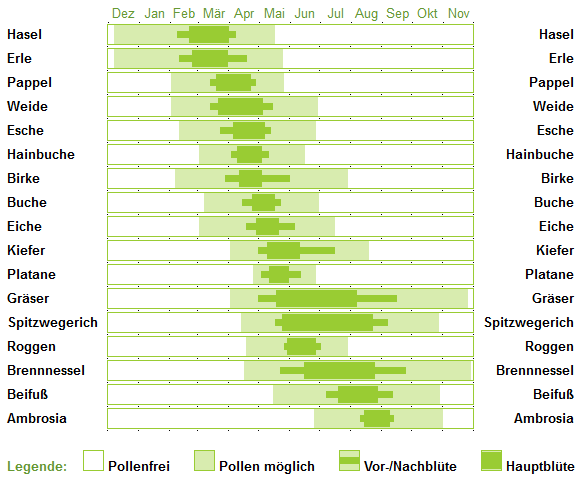 Dez Jan Feb Mär Apr Mai Jun Jul Aug Sep Okt Nov
Hasel Hasel
Erle Erle
Pappel Pappel
Weide Weide
Esche Esche
Hainbuche Hainbuche
Birke Birke
Buche Buche
Eiche Eiche
Kiefer Kiefer
Platane Platane
Gräser Gräser
Spitzwegerich Spitzwegerich
Roggen Roggen
Brennnessel Brennnessel
Beifuß Beifuß
Ambrosia Ambrosia
Legende: Pollenfrei Pollen möglich Vor-/Nachblüte Hauptblüte